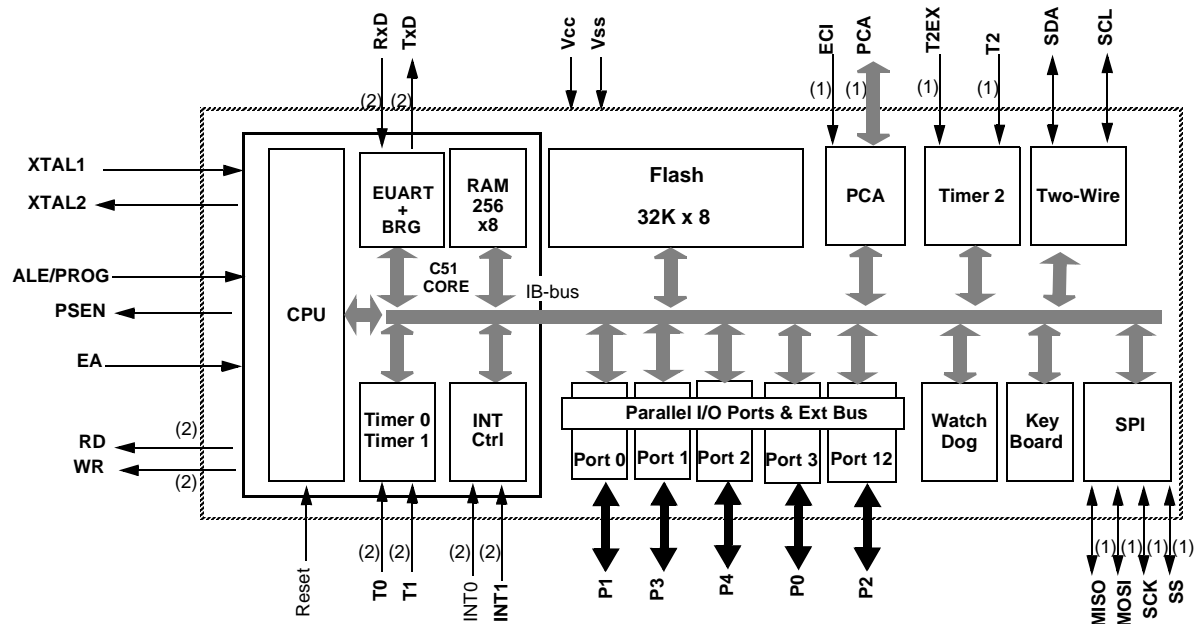 RxD
TxD
Vcc
Vss
ECI
PCA
T2EX
T2
SDA
SCL
(2)
(2)
(1)
(1)
(1)
(1)
XTAL1
XTAL2
ALE/PROG
PSEN
EA
RD
(2)
WR
(2)
CPU
EUART
+
BRG
RAM
256
x8
C51
CORE
IB-bus
Flash
32K x 8
PCA
Timer 2
Two-Wire
Timer 0
Timer 1
INT
Ctrl
Parallel I/O Ports & Ext Bus
Port 0
Port 1
Port 2
Port 3
Port 12
Watch
Dog
Key
Board
SPI
(2)
(2)
(2)
(2)
(1)
(1)
(1)
(1)
Reset
T0
T1
INT0
INT1
P1
P3
P4
P0
P2
MISO
MOSI
SCK
SS